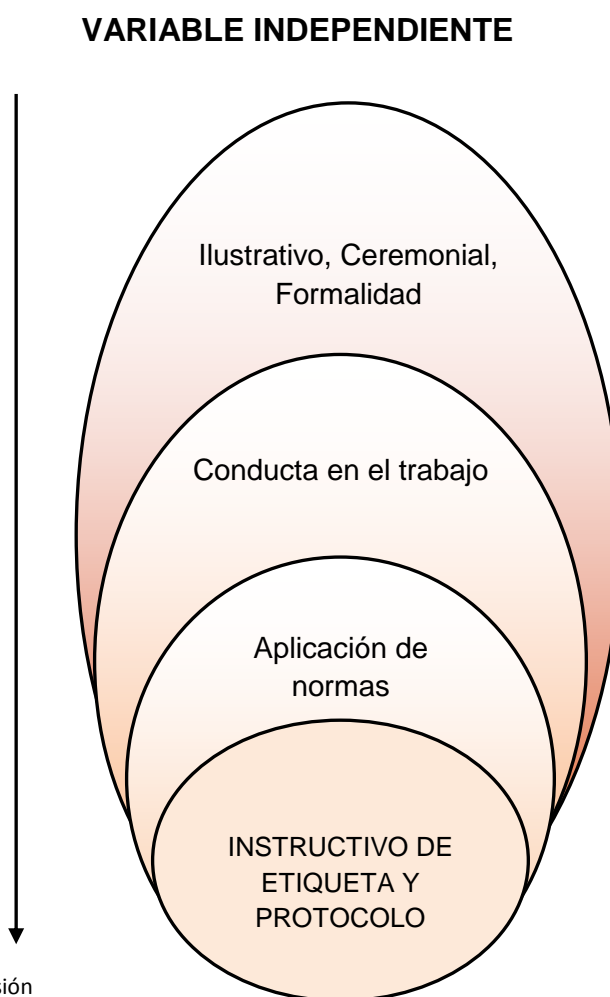 VARIABLE INDEPENDIENTE
Ilustrativo, Ceremonial,
Formalidad
Conducta en el trabajo
Aplicación de
normas
INSTRUCTIVO DE
ETIQUETA Y
PROTOCOLO